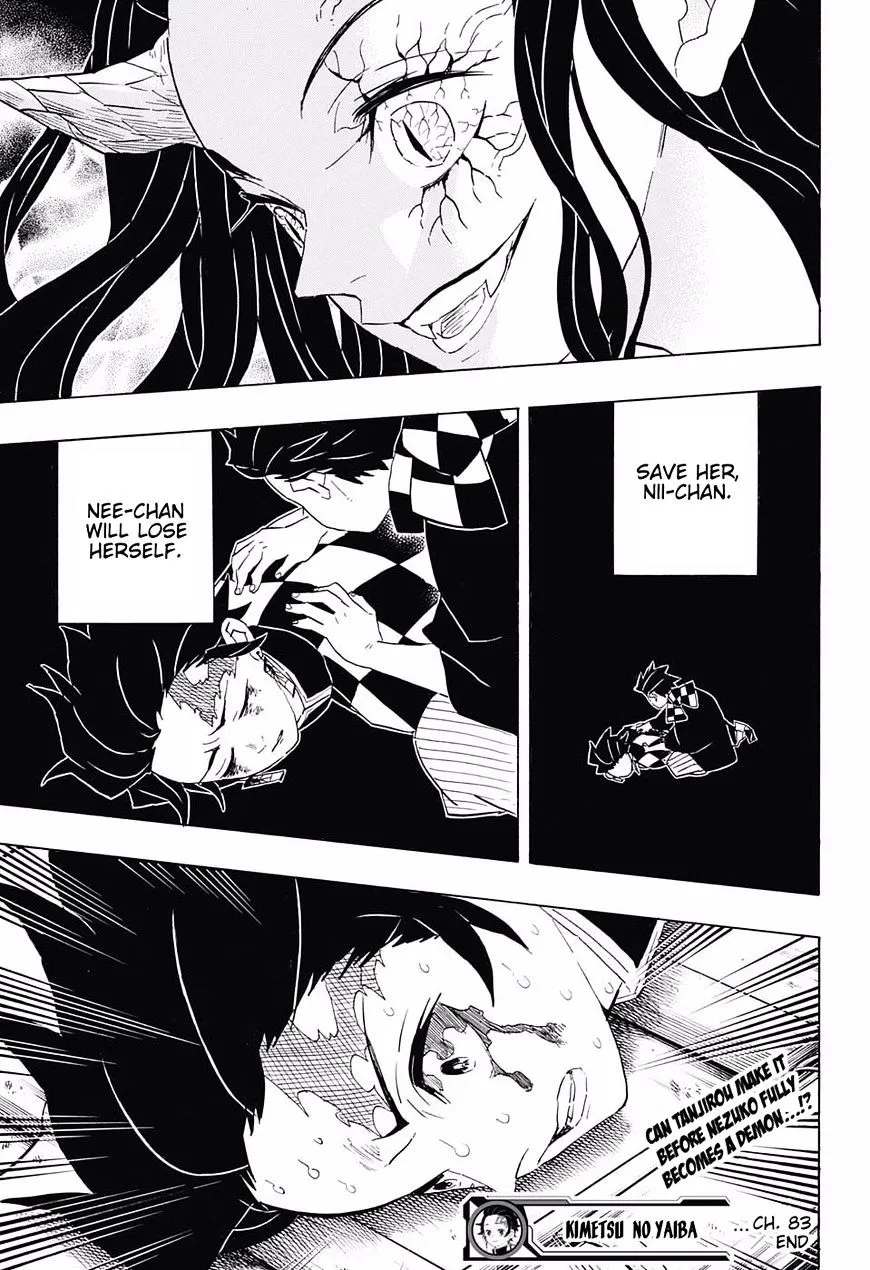 SAVE HER,
NII-CHAN.
NEE-CHAN
WILL LOSE
HERSELF.
CAN TANJIROU MAKE IT
BEFORE NEZUKO FULLY
BECOMES A DEMON...!?
KIMETSU NO YAIBA
...CH. 83
END